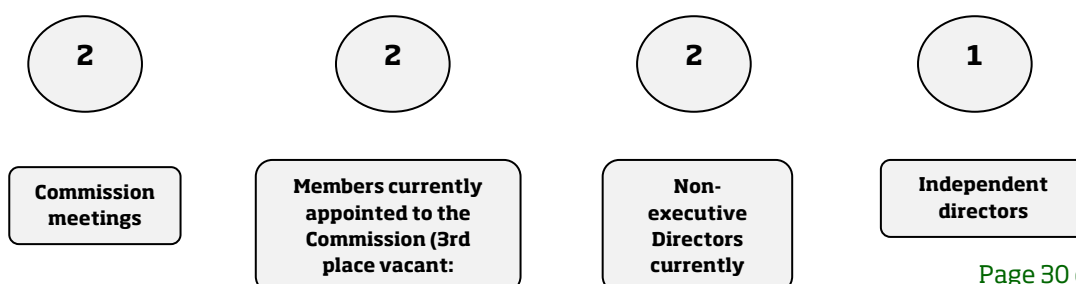 2
2
2
1
Commission
meetings
Members currently
appointed to the
Commission (3rd
place vacant:
Non-
executive
Directors
currently
Independent
directors
Page 30